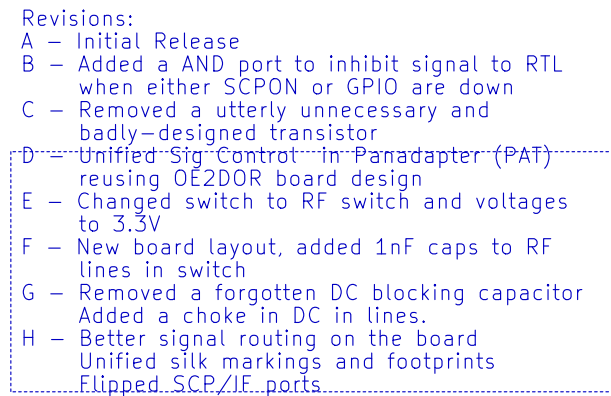 Revisions:
A – Initial Release
B – Added a AND port to inhibit signal to RTL
when either SCPON or GPIO are down
C – Removed a utterly unnecessary and
badly–designed transistor
D – Unified Sig Control in Panadapter (PAT)
reusing OE2DOR board design
E – Changed switch to RF switch and voltages
to 3.3V
F – New board layout, added 1nF caps to RF
lines in switch
G – Removed a forgotten DC blocking capacitor
Added a choke in DC in lines.
H – Better signal routing on the board
Unified silk markings and footprints
Flipped SCP/IF ports